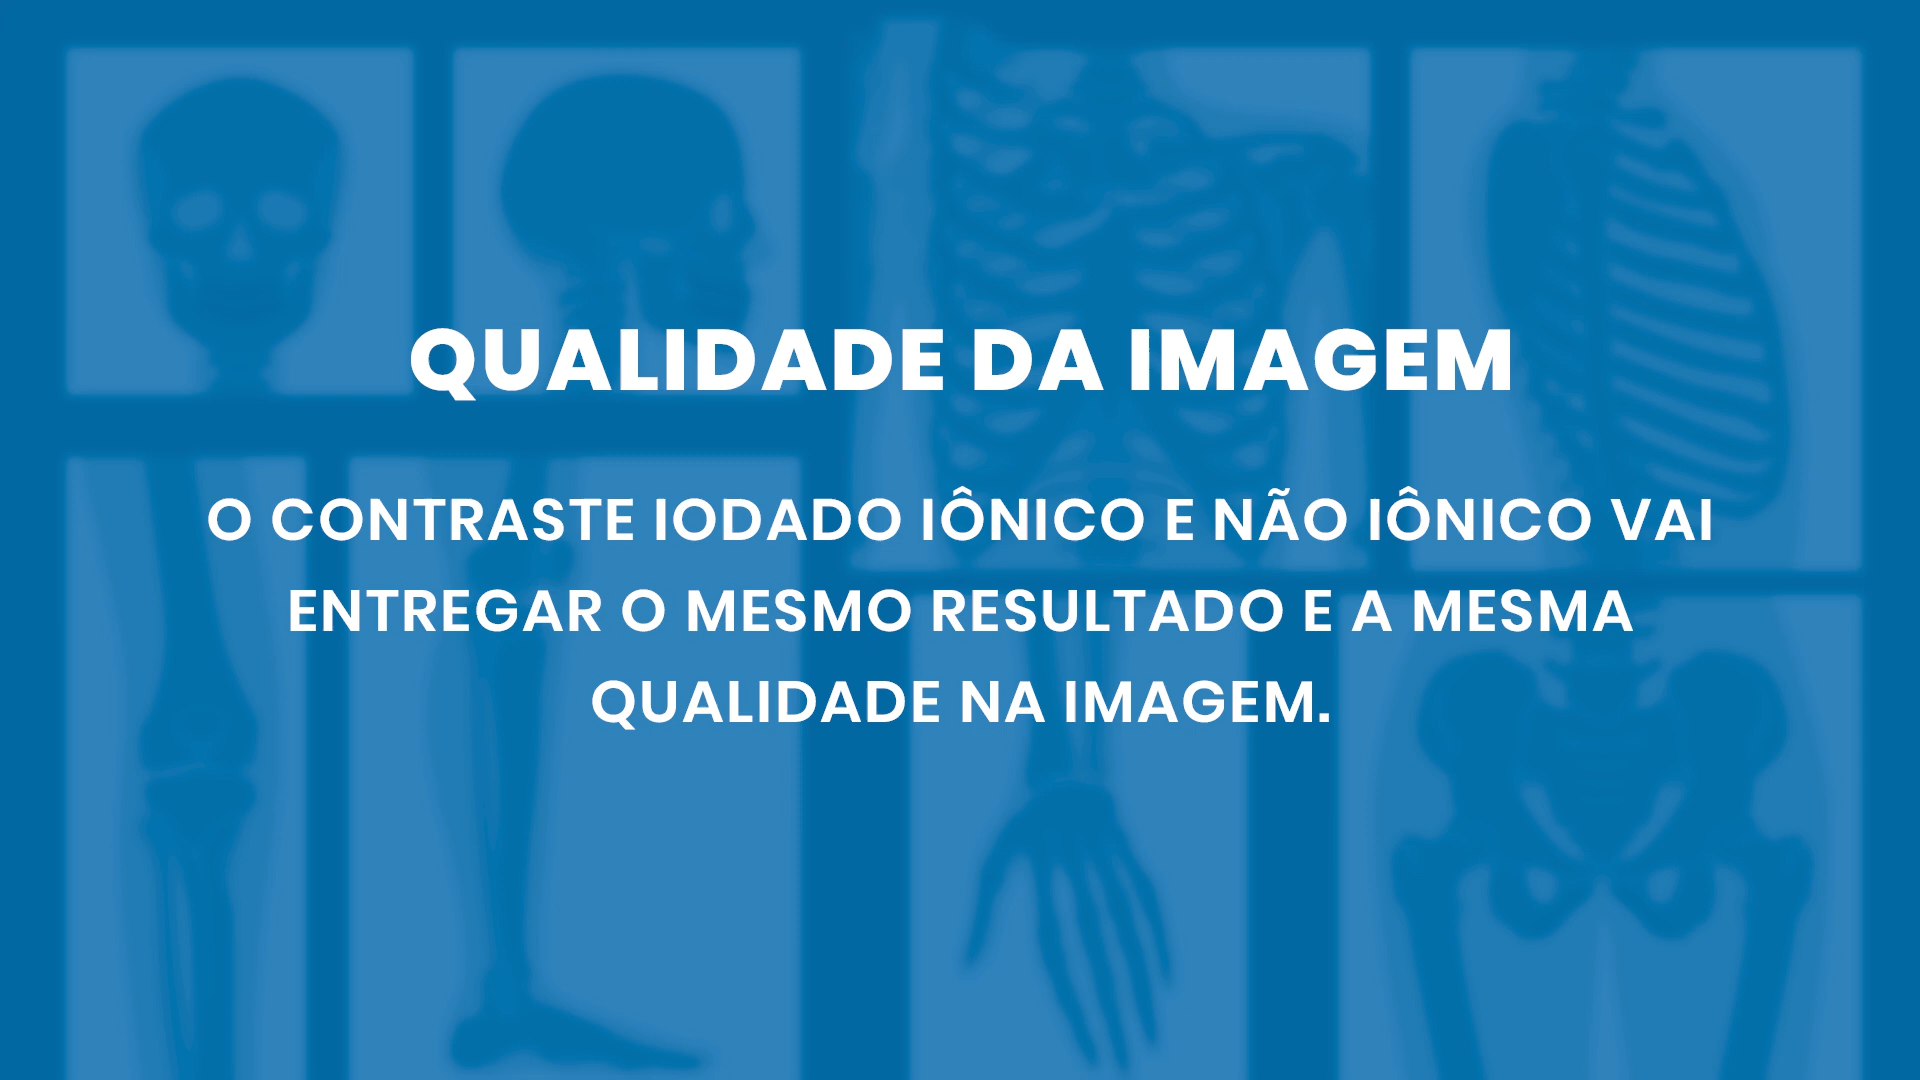 QUALIDADE DA IMAGEM
O CONTRASTE IODADO IÔNICO E NÃO IÔNICO VAI
ENTREGAR O MESMO RESULTADO E A MESMA
QUALIDADE NA IMAGEM.